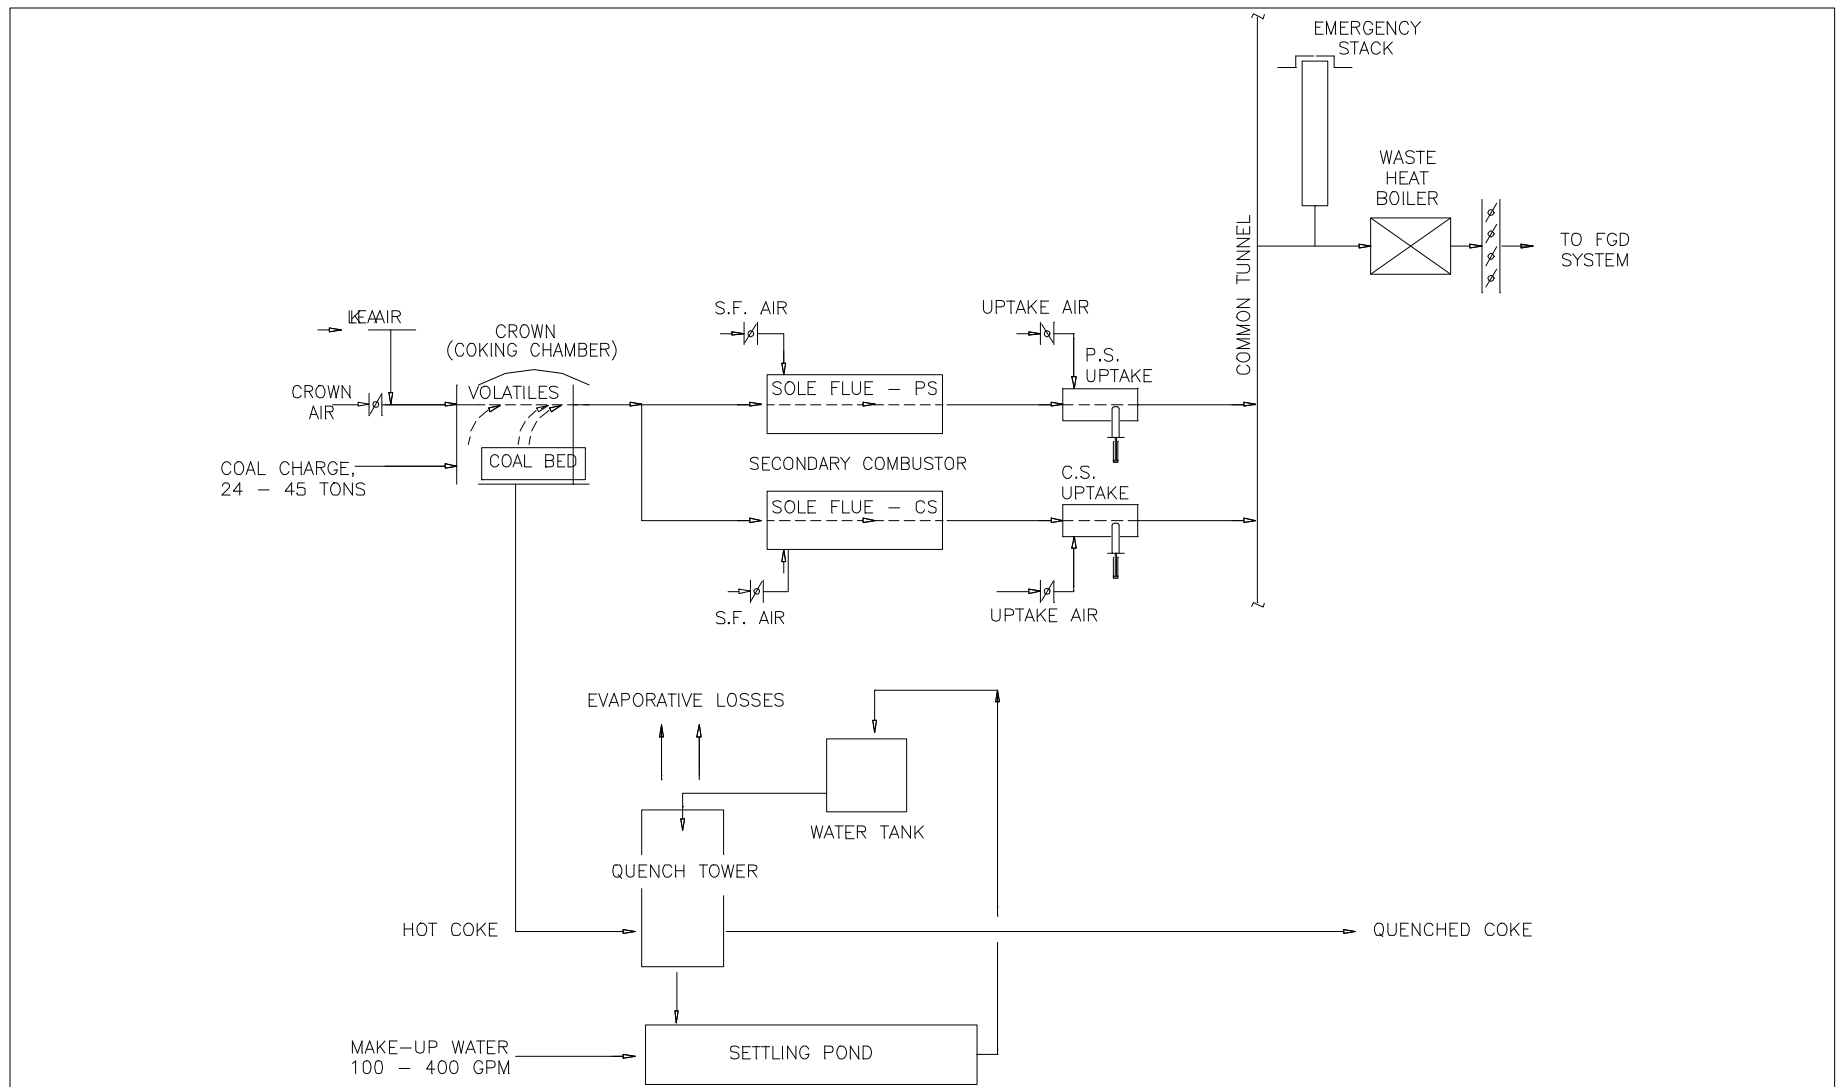 EMERGENCY
STACK
WASTE
HEAT
BOILER
COMMON TUNNEL
TO FGD
SYSTEM
S.F. AIR
UPTAKE AIR
AIR
CROWN
(COKING CHAMBER)
P.S.
UPTAKE
CROWN
AIR
VOLATILES
SOLE FLUE - PS
COAL BED
SECONDARY COMBUSTOR
COAL CHARGE,
24 - 45 TONS
C.S.
UPTAKE
SOLE FLUE - CS
S.F. AIR
UPTAKE AIR
EVAPORATIVE LOSSES
WATER TANK
QUENCH TOWER
HOT COKE
QUENCHED COKE
MAKE-UP WATER
100 - 400 GPM
SETTLING POND